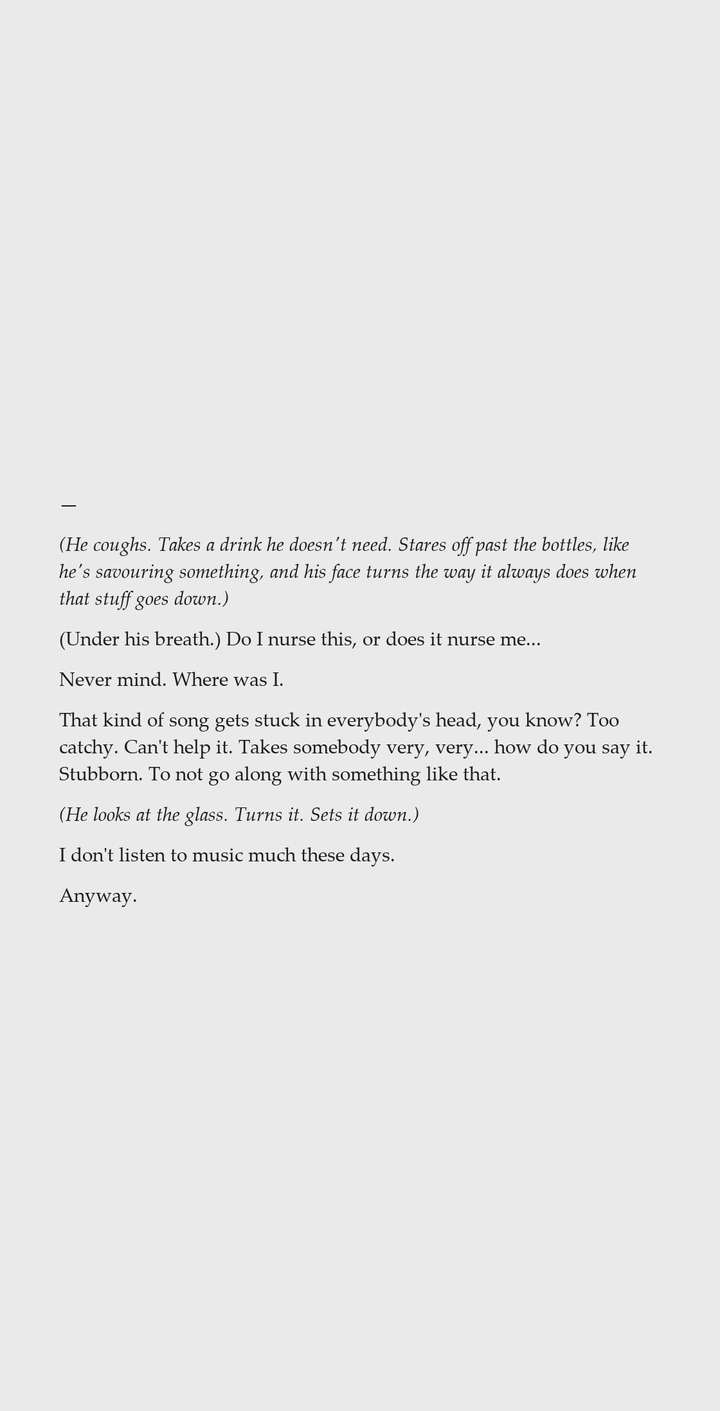 —
(He coughs. Takes a drink he doesn't need. Stares off past the bottles, like
he's savouring something, and his face turns the way it always does when
that stuff goes down.)
(Under his breath.) Do I nurse this, or does it nurse me...
Never mind. Where was I.
That kind of song gets stuck in everybody's head, you know? Too
catchy. Can't help it. Takes somebody very, very... how do you say it.
Stubborn. To not go along with something like that.
(He looks at the glass. Turns it. Sets it down.)
I don't listen to music much these days.
Anyway.